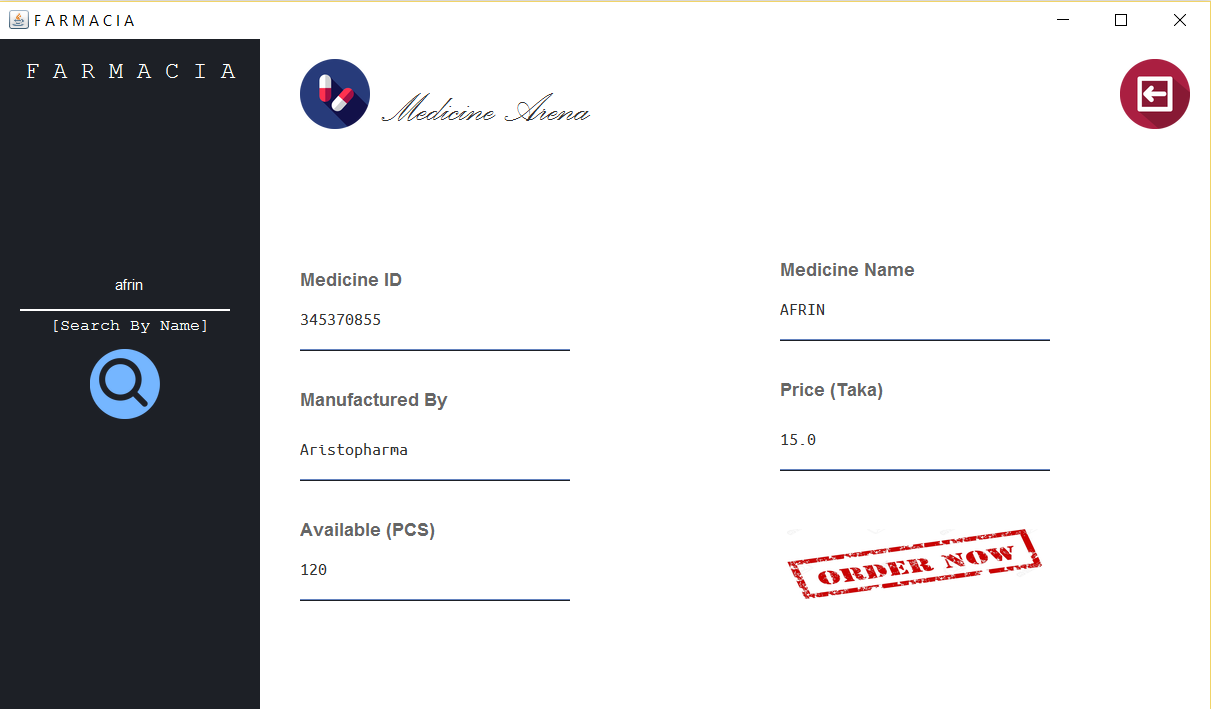 FARMACIA
F A R M A C I A
Medicine Arena
afrin
[Search By Name]
Medicine ID
345370855
Medicine Name
AFRIN
Manufactured By
Aristopharma
Price (Taka)
15.0
Available (PCS)
120
ORDER NOW